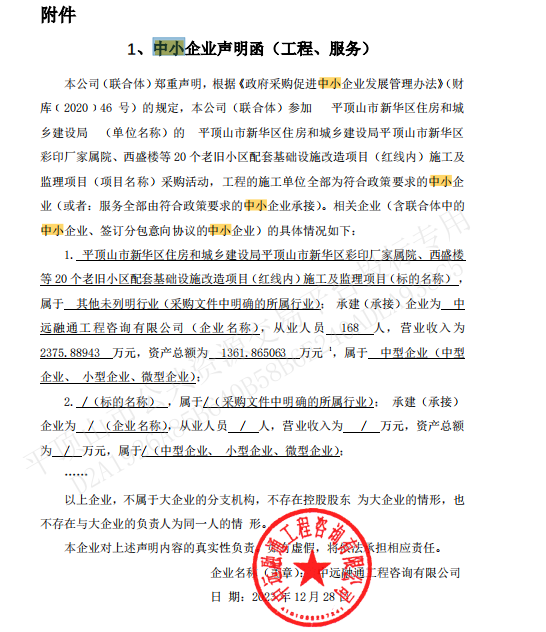 附件
1、中小企业声明函（工程、服务）
本公司（联合体）郑重声明，根据《政府采购促进中小企业发展管理办法》（财
库﹝2020﹞46 号）的规定，本公司（联合体）参加 平顶山市新华区住房和城
乡建设局 （单位名称）的 平顶山市新华区住房和城乡建设局平顶山市新华区
彩印厂家属院、西盛楼等 20 个老旧小区配套基础设施改造项目（红线内）施工及
监理项目（项目名称）采购活动，工程的施工单位全部为符合政策要求的中小企
业（或者：服务全部由符合政策要求的中小企业承接）。相关企业（含联合体中的
中小企业、签订分包意向协议的中小企业）的具体情况如下：
1. 平顶山市新华区住房和城乡建设局平顶山市新华区彩印厂家属院、西盛楼
等 20 个老旧小区配套基础设施改造项目（红线内）施工及监理项目（标的名称），
属于 其他未列明行业（采购文件中明确的所属行业）； 承建（承接）企业为 中
远融通工程咨询有限公司（企业名称），从业人员 168 人，营业收入为
2375.88943 万元，资产总额为 1361.865063 万元¹，属于 中型企业（中型
企业、 小型企业、微型企业）；
2. /（标的名称） ，属于/（采购文件中明确的所属行业）； 承建（承接）
企业为 /（企业名称），从业人员 / 人，营业收入为 / 万元，资产总额
为 / 万元，属于/（中型企业、 小型企业、微型企业）；
……
以上企业，不属于大企业的分支机构，不存在控股股东 为大企业的情形，也
不存在与大企业的负责人为同一人的情 形。
本企业对上述声明内容的真实性负责。如有虚假，将依法承担相应责任。
企业名称（盖章）：中远融通工程咨询有限公司
日 期：2023 年 12 月 28
中远融通工程咨询有限公司